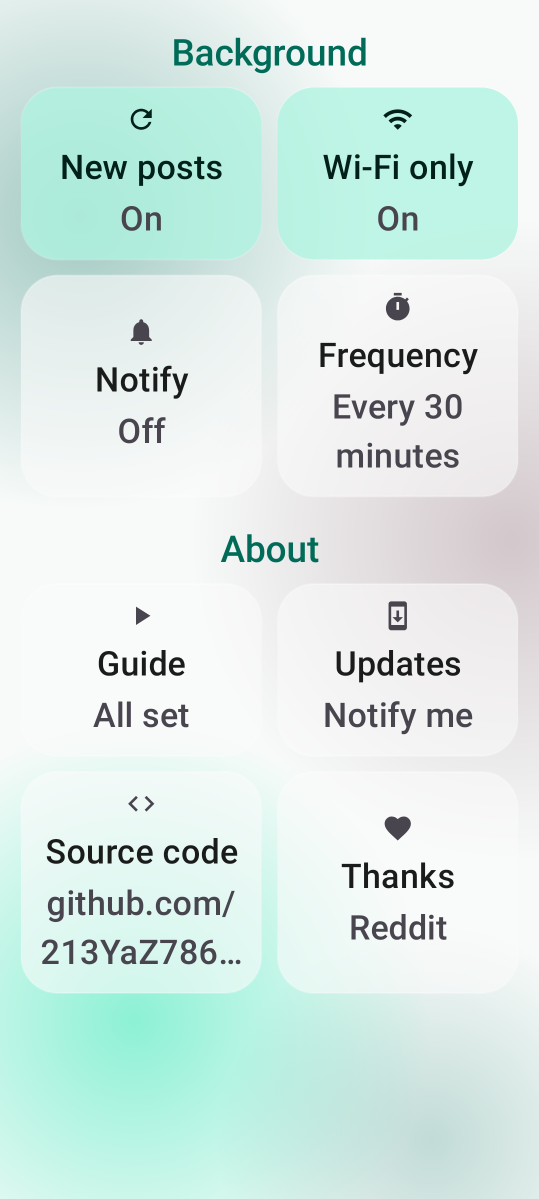 Background
New posts
On
Wi-Fi only
On
Notify
Off
Frequency
Every 30
minutes
About
Guide
All set
Updates
Notify me
Source code
github.com/
213YaZ786…
Thanks
Reddit